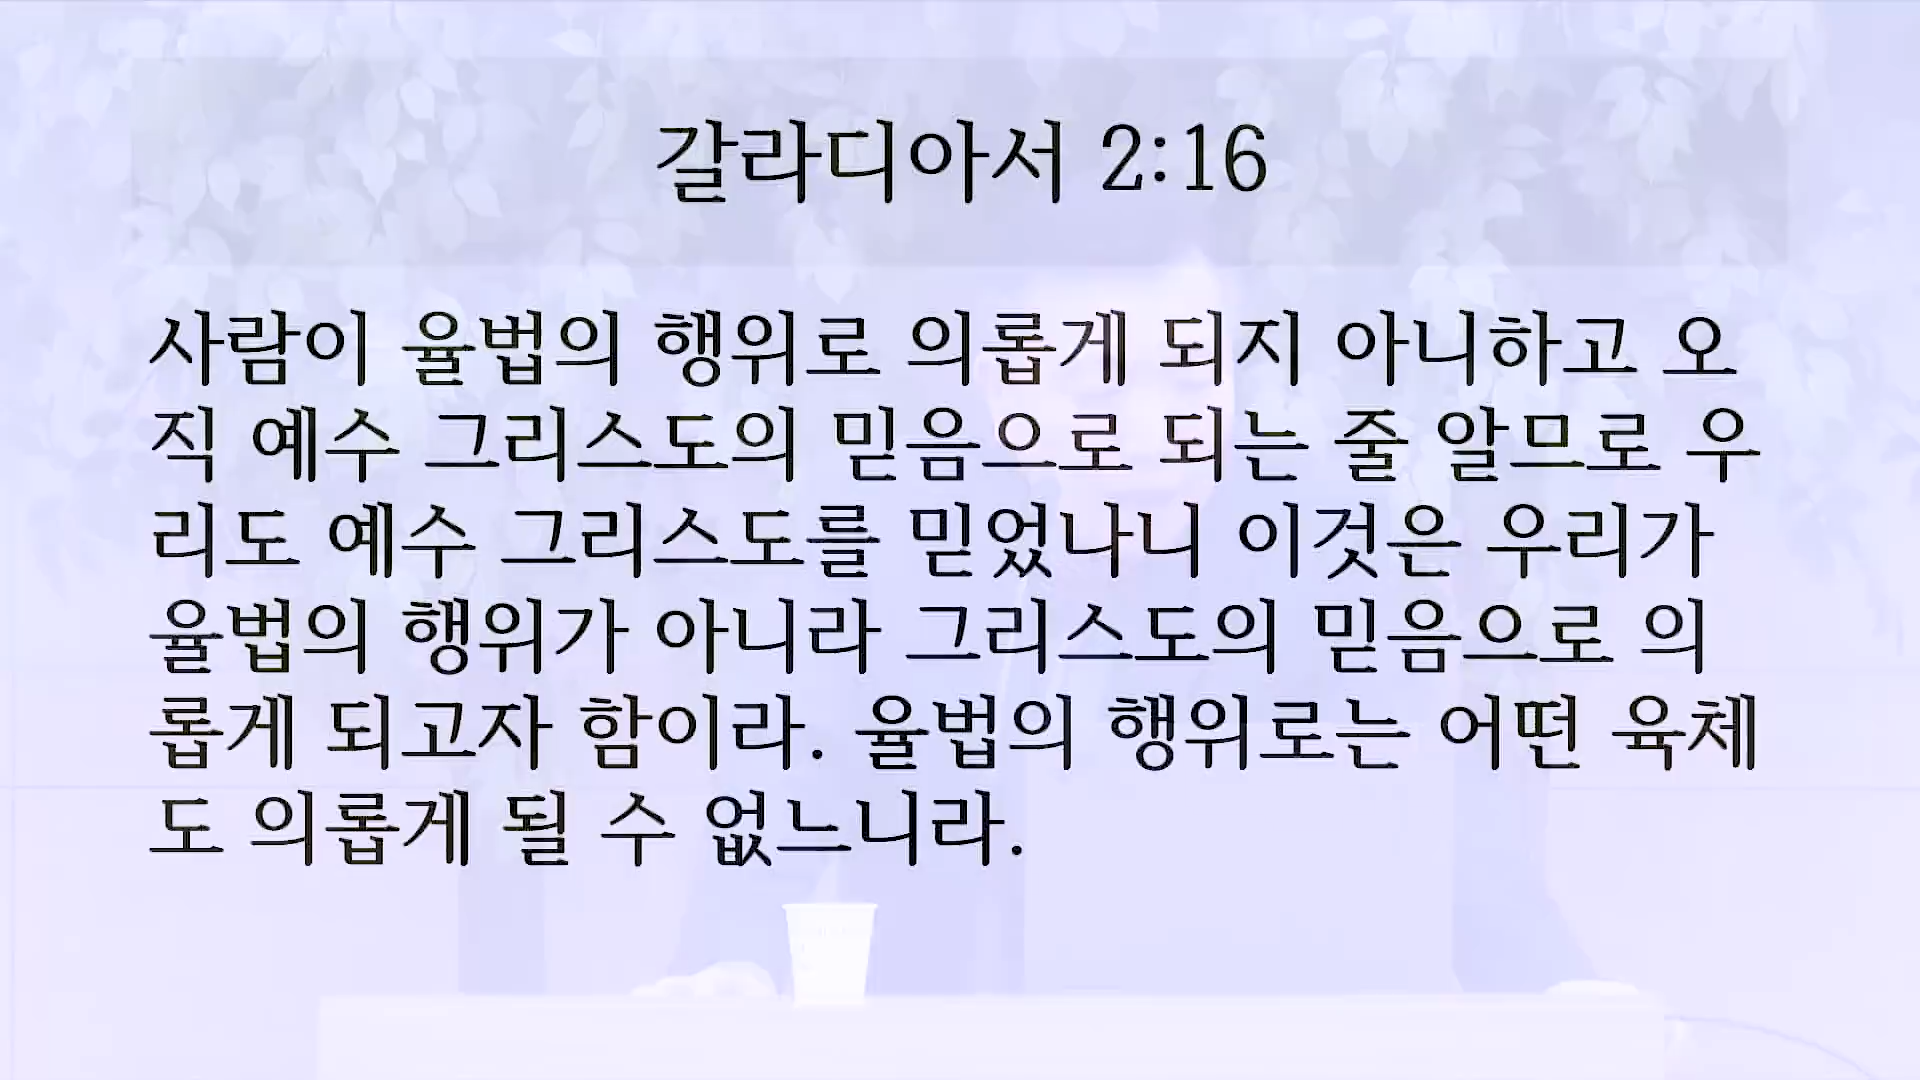 갈라디아서 2:16
사람이 율법의 행위로 의롭게 되지 아니하고 오
직 예수 그리스도의 믿음으로 되는 줄 알므로 우
리도 예수 그리스도를 믿었나니 이것은 우리가
율법의 행위가 아니라 그리스도의 믿음으로 의
롭게 되고자 함이라. 율법의 행위로는 어떤 육체
도 의롭게 될 수 없느니라.